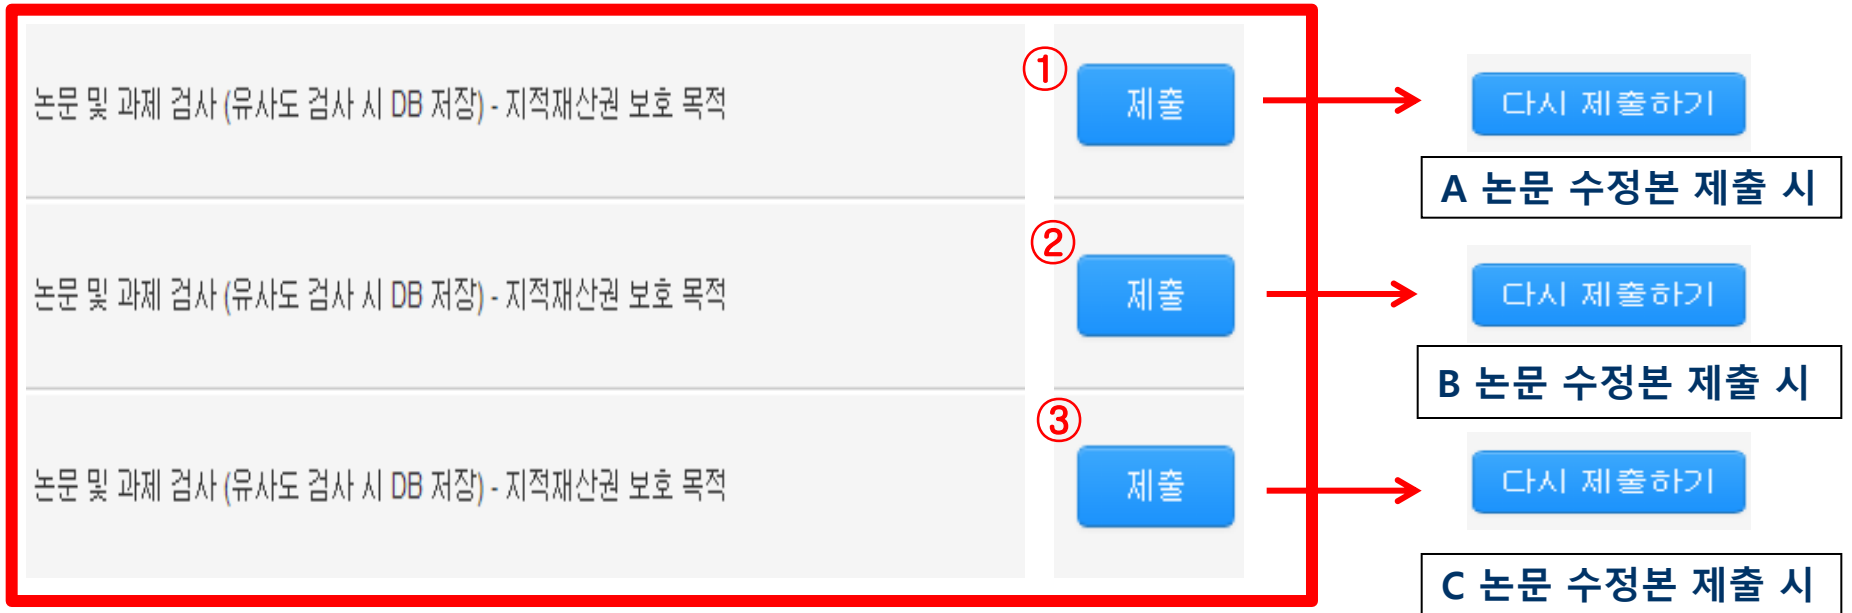 ①
논문 및 과제 검사 (유사도 검사 시 DB 저장) - 지적재산권 보호 목적
제출
다시 제출하기
A 논문 수정본 제출 시
②
논문 및 과제 검사 (유사도 검사 시 DB 저장) - 지적재산권 보호 목적
제출
다시 제출하기
B 논문 수정본 제출 시
③
논문 및 과제 검사 (유사도 검사 시 DB 저장) - 지적재산권 보호 목적
제출
다시 제출하기
C 논문 수정본 제출 시